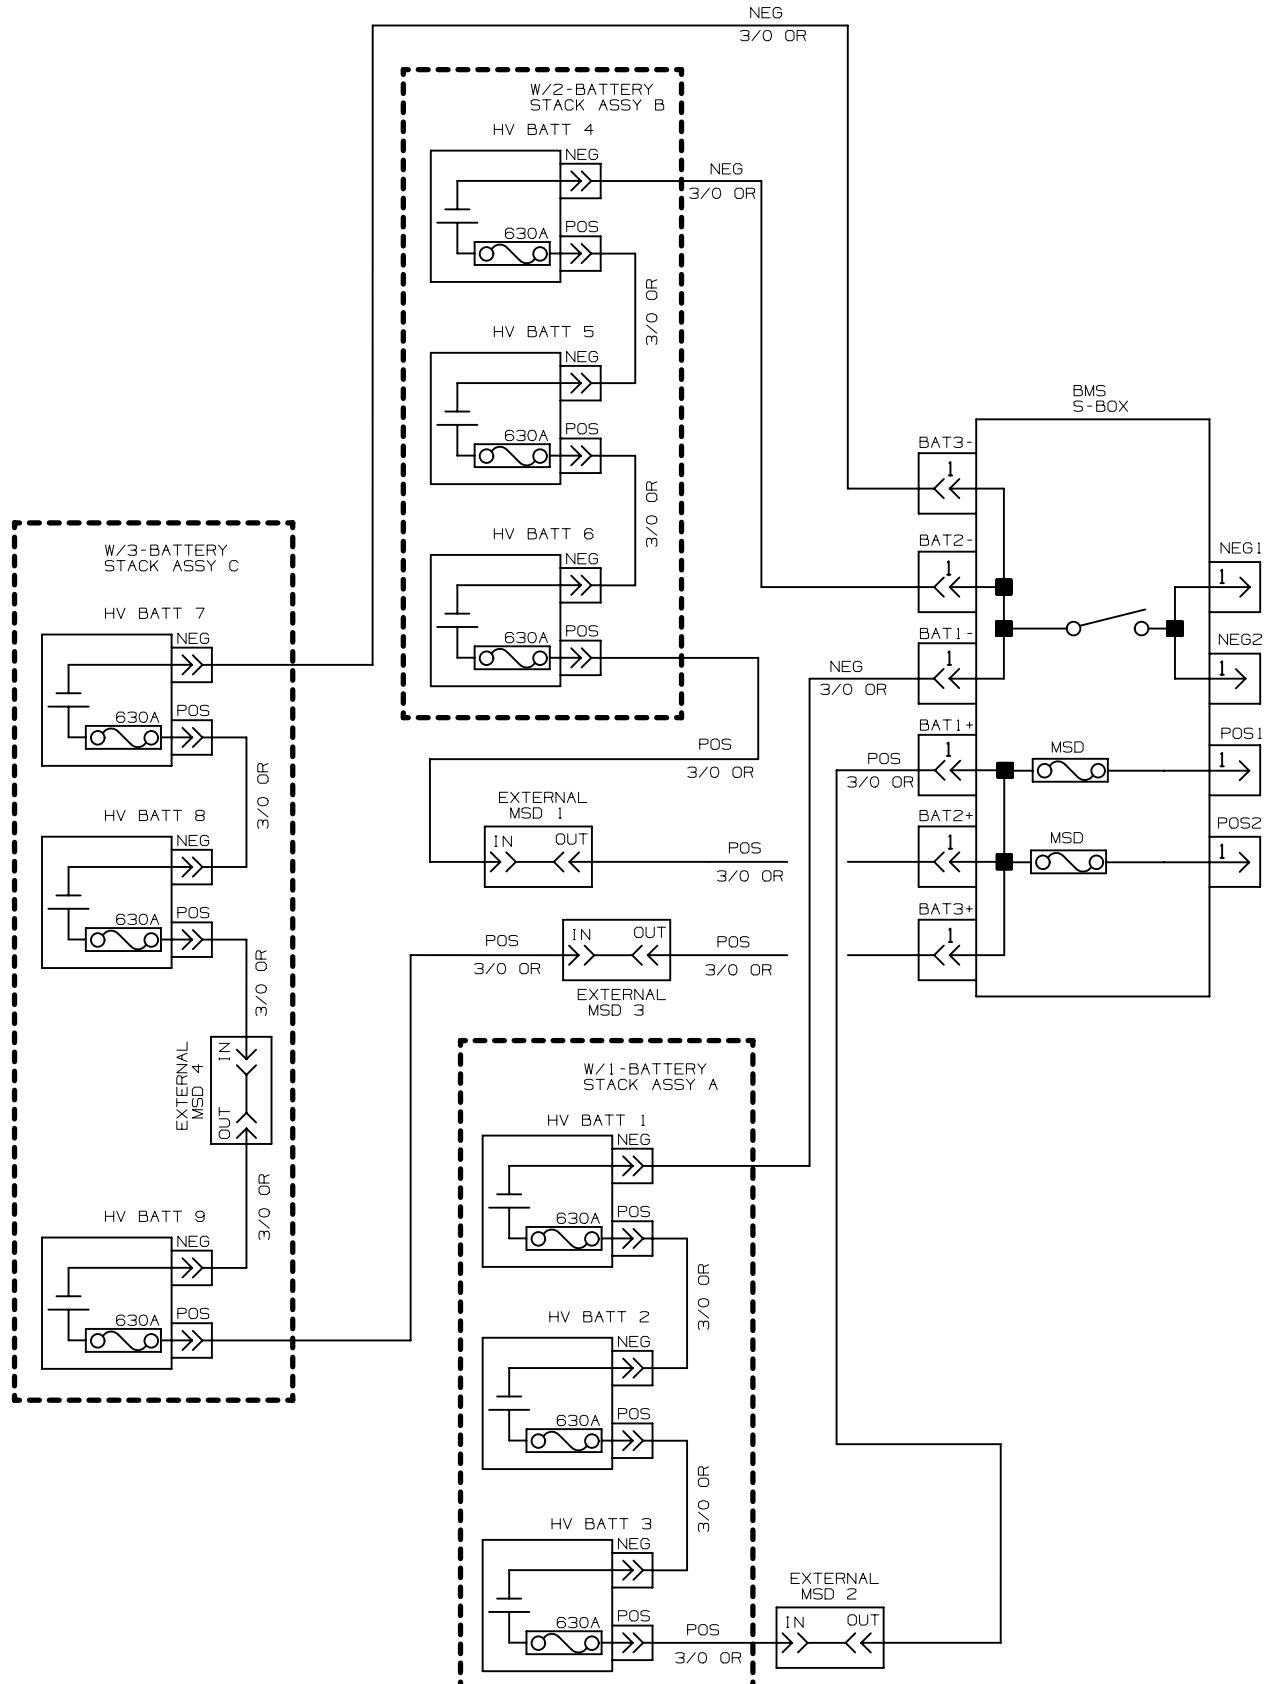 NEG
3/0 OR
W/2-BATTERY
STACK ASSY B
HV BATT 4
NEG
630A
POS
NEG
3/0 OR
3/0 OR
HV BATT 5
NEG
630A
POS
3/0 OR
HV BATT 6
NEG
630A
POS
POS
3/0 OR
W/3-BATTERY
STACK ASSY C
HV BATT 7
NEG
630A
POS
3/0 OR
HV BATT 8
NEG
630A
POS
3/0 OR
EXTERNAL
MSD 4
IN
OUT
3/0 OR
HV BATT 9
NEG
630A
POS
EXTERNAL
MSD 1
IN
OUT
POS
3/0 OR
POS
3/0 OR
IN
OUT
EXTERNAL
MSD 3
POS
3/0 OR
W/1-BATTERY
STACK ASSY A
HV BATT 1
NEG
630A
POS
3/0 OR
HV BATT 2
NEG
630A
POS
3/0 OR
HV BATT 3
NEG
630A
POS
POS
3/0 OR
EXTERNAL
MSD 2
IN
OUT
NEG
3/0 OR
POS
3/0 OR
BMS
S-BOX
BAT3-
1
BAT2-
1
BAT1-
1
BAT1+
1
BAT2+
1
BAT3+
1
MSD
MSD
NEG1
1
NEG2
1
POS1
1
POS2
1